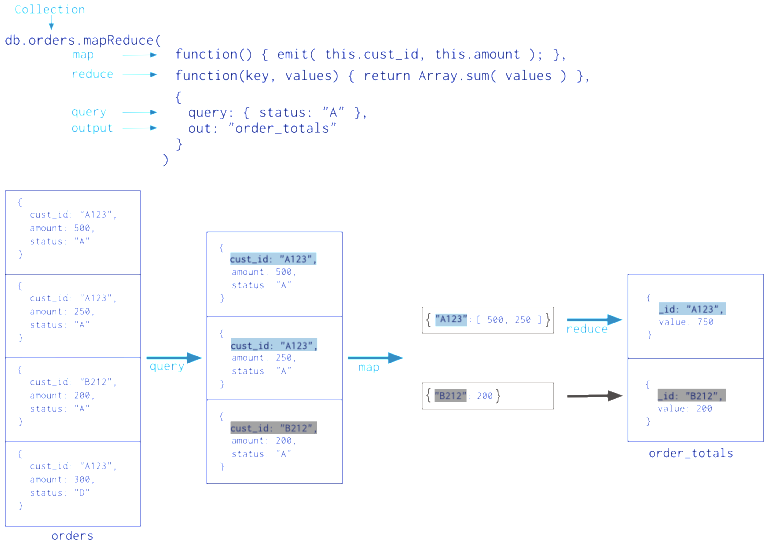 Collection
db.orders.mapReduce(
map function() { emit( this.cust_id, this.amount ); },
reduce function(key, values) { return Array.sum( values ) },
{
query query: { status: "A" },
output out: "order_totals"
}
)
{
cust_id: "A123",
amount: 500,
status: "A"
}
{
cust_id: "A123",
amount: 250,
status: "A"
}
{
cust_id: "B212",
amount: 200,
status: "A"
}
{
cust_id: "A123",
amount: 300,
status: "D"
}
orders
query
{
cust_id: "A123",
amount: 500,
status: "A"
}
{
cust_id: "A123",
amount: 250,
status: "A"
}
{
cust_id: "B212",
amount: 200,
status: "A"
}
map
{ "A123": [ 500, 250 ] }
{ "B212": 200 }
reduce
{
_id: "A123",
value: 750
}
{
_id: "B212",
value: 200
}
order_totals